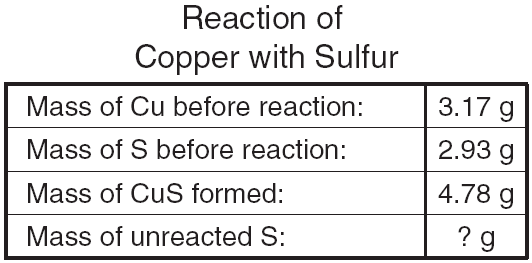 Reaction of
Copper with Sulfur
Mass of Cu before reaction: 3.17 g
Mass of S before reaction: 2.93 g
Mass of CuS formed: 4.78 g
Mass of unreacted S: ? g